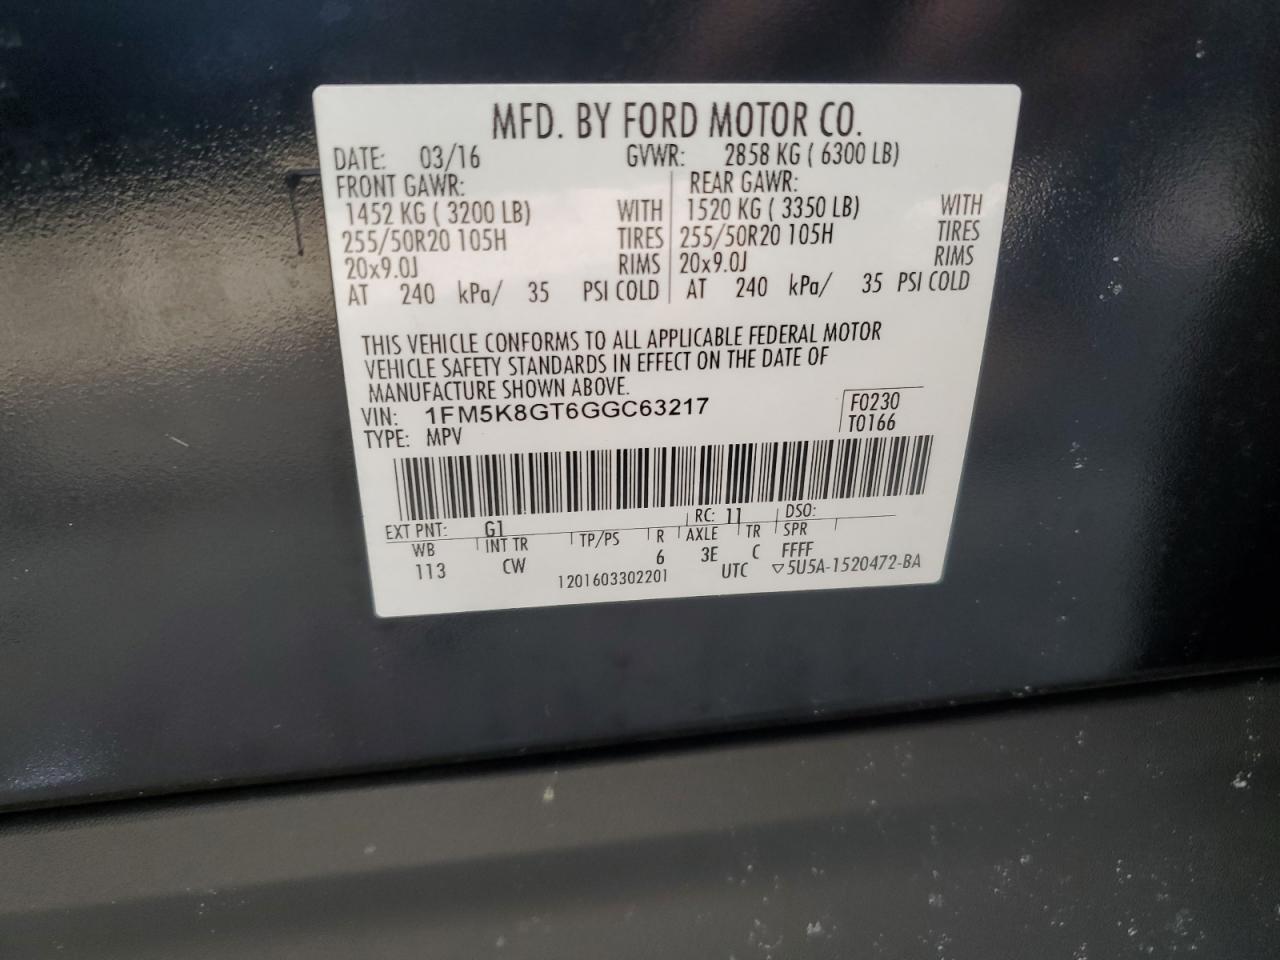 MFD. BY FORD MOTOR CO.
DATE: 03/16 GVWR: 2858 KG ( 6300 LB)
FRONT GAWR: REAR GAWR:
1452 KG ( 3200 LB) WITH 1520 KG ( 3350 LB) WITH
255/50R20 105H TIRES 255/50R20 105H TIRES
20x9.0J RIMS 20x9.0J RIMS
AT 240 kPa/ 35 PSI COLD AT 240 kPa/ 35 PSI COLD
THIS VEHICLE CONFORMS TO ALL APPLICABLE FEDERAL MOTOR
VEHICLE SAFETY STANDARDS IN EFFECT ON THE DATE OF
MANUFACTURE SHOWN ABOVE.
VIN: 1FM5K8GT6GGC63217 F0230
TYPE: MPV T0166
EXT PNT: G1 RC: 11 DSO:
WB INT TR TP/PS R AXLE TR SPR
113 CW 6 3E C FFFF
1201603302201 UTC ▽5U5A-1520472-BA